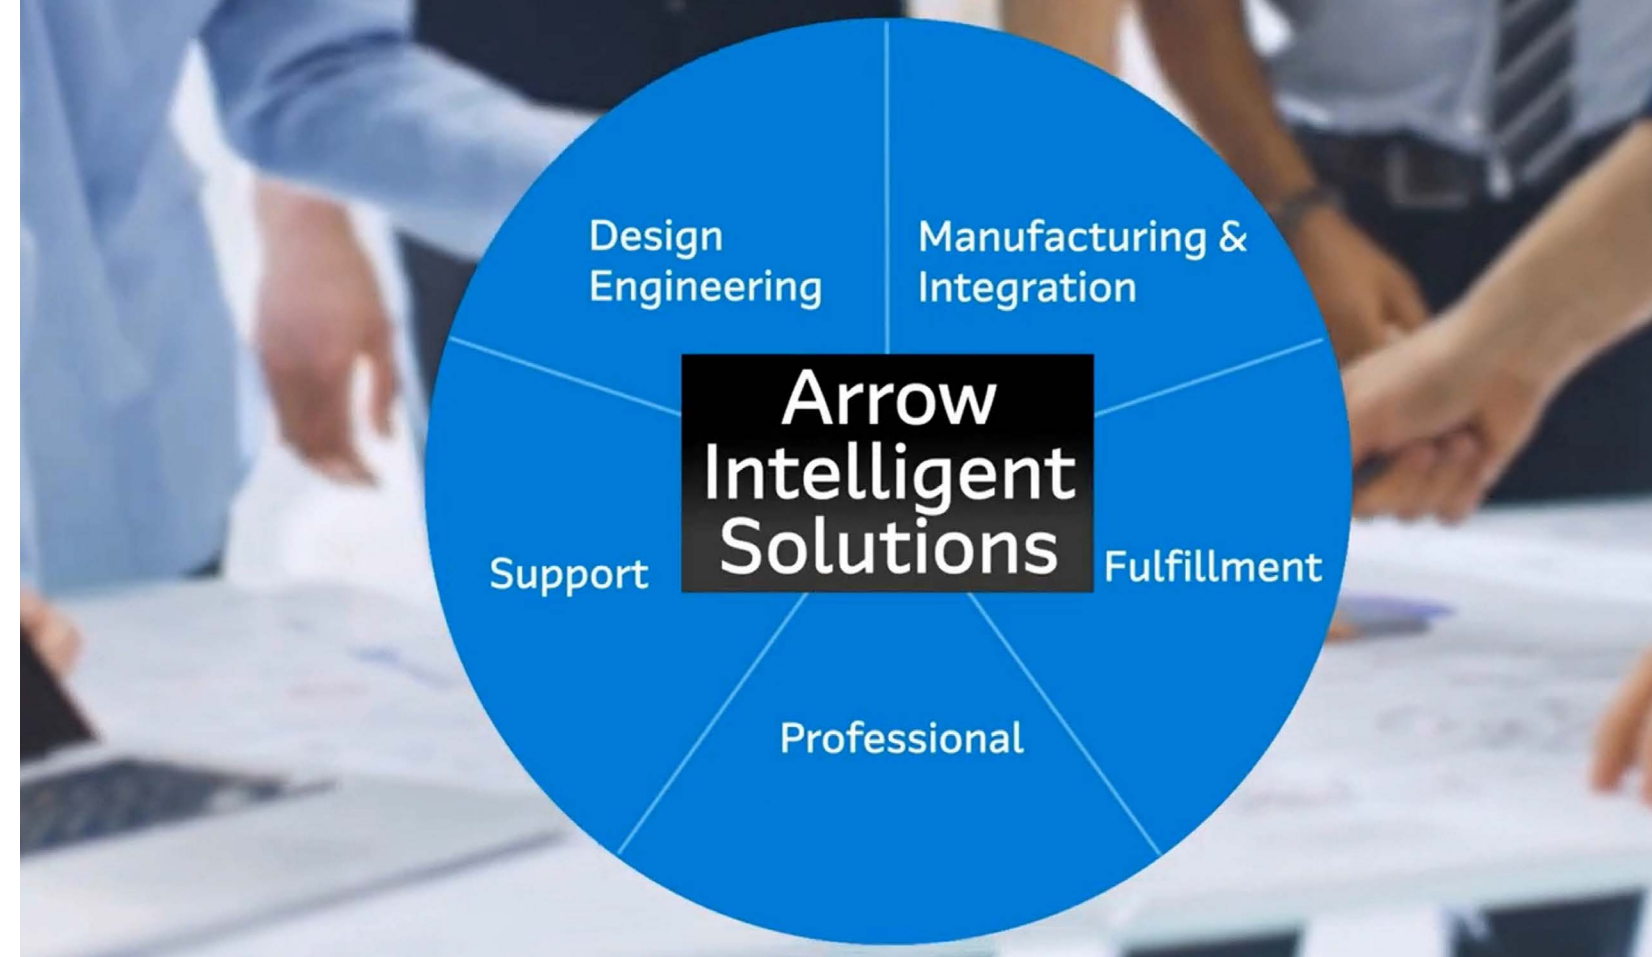 Design
Engineering
Manufacturing &
Integration
Arrow
Intelligent
Solutions
Support
Fulfillment
Professional